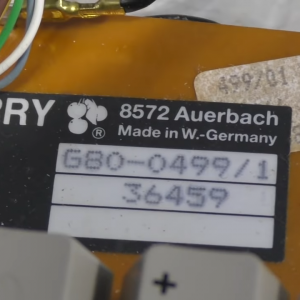 499/01
RRY
8572 Auerbach
®
Made in W.-Germany
G80-0499/1
36459
+